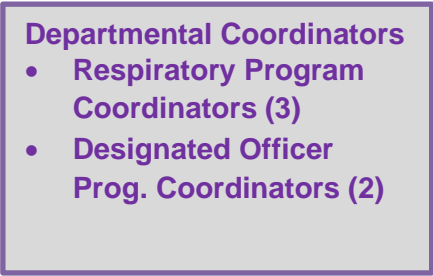 Departmental Coordinators
• Respiratory Program
Coordinators (3)
• Designated Officer
Prog. Coordinators (2)